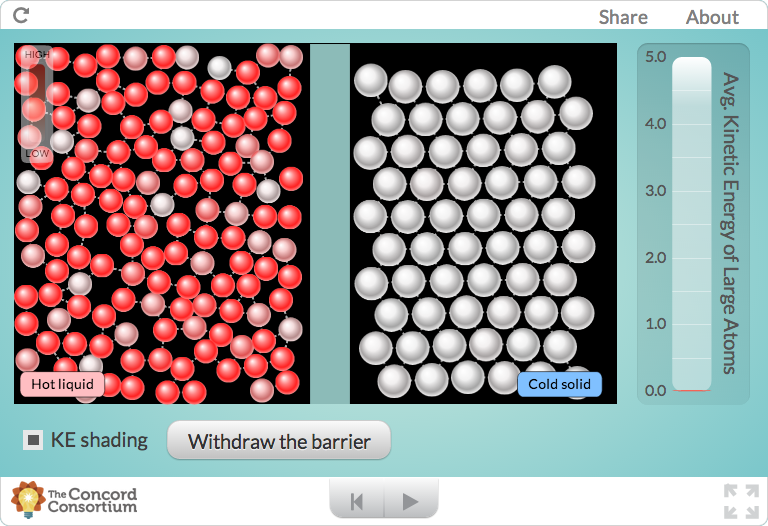 Share About
HIGH
LOW
Hot liquid
Cold solid
5.0
4.0
3.0
2.0
1.0
0.0
Avg. Kinetic Energy of Large Atoms
KE shading
Withdraw the barrier
The Concord
Consortium